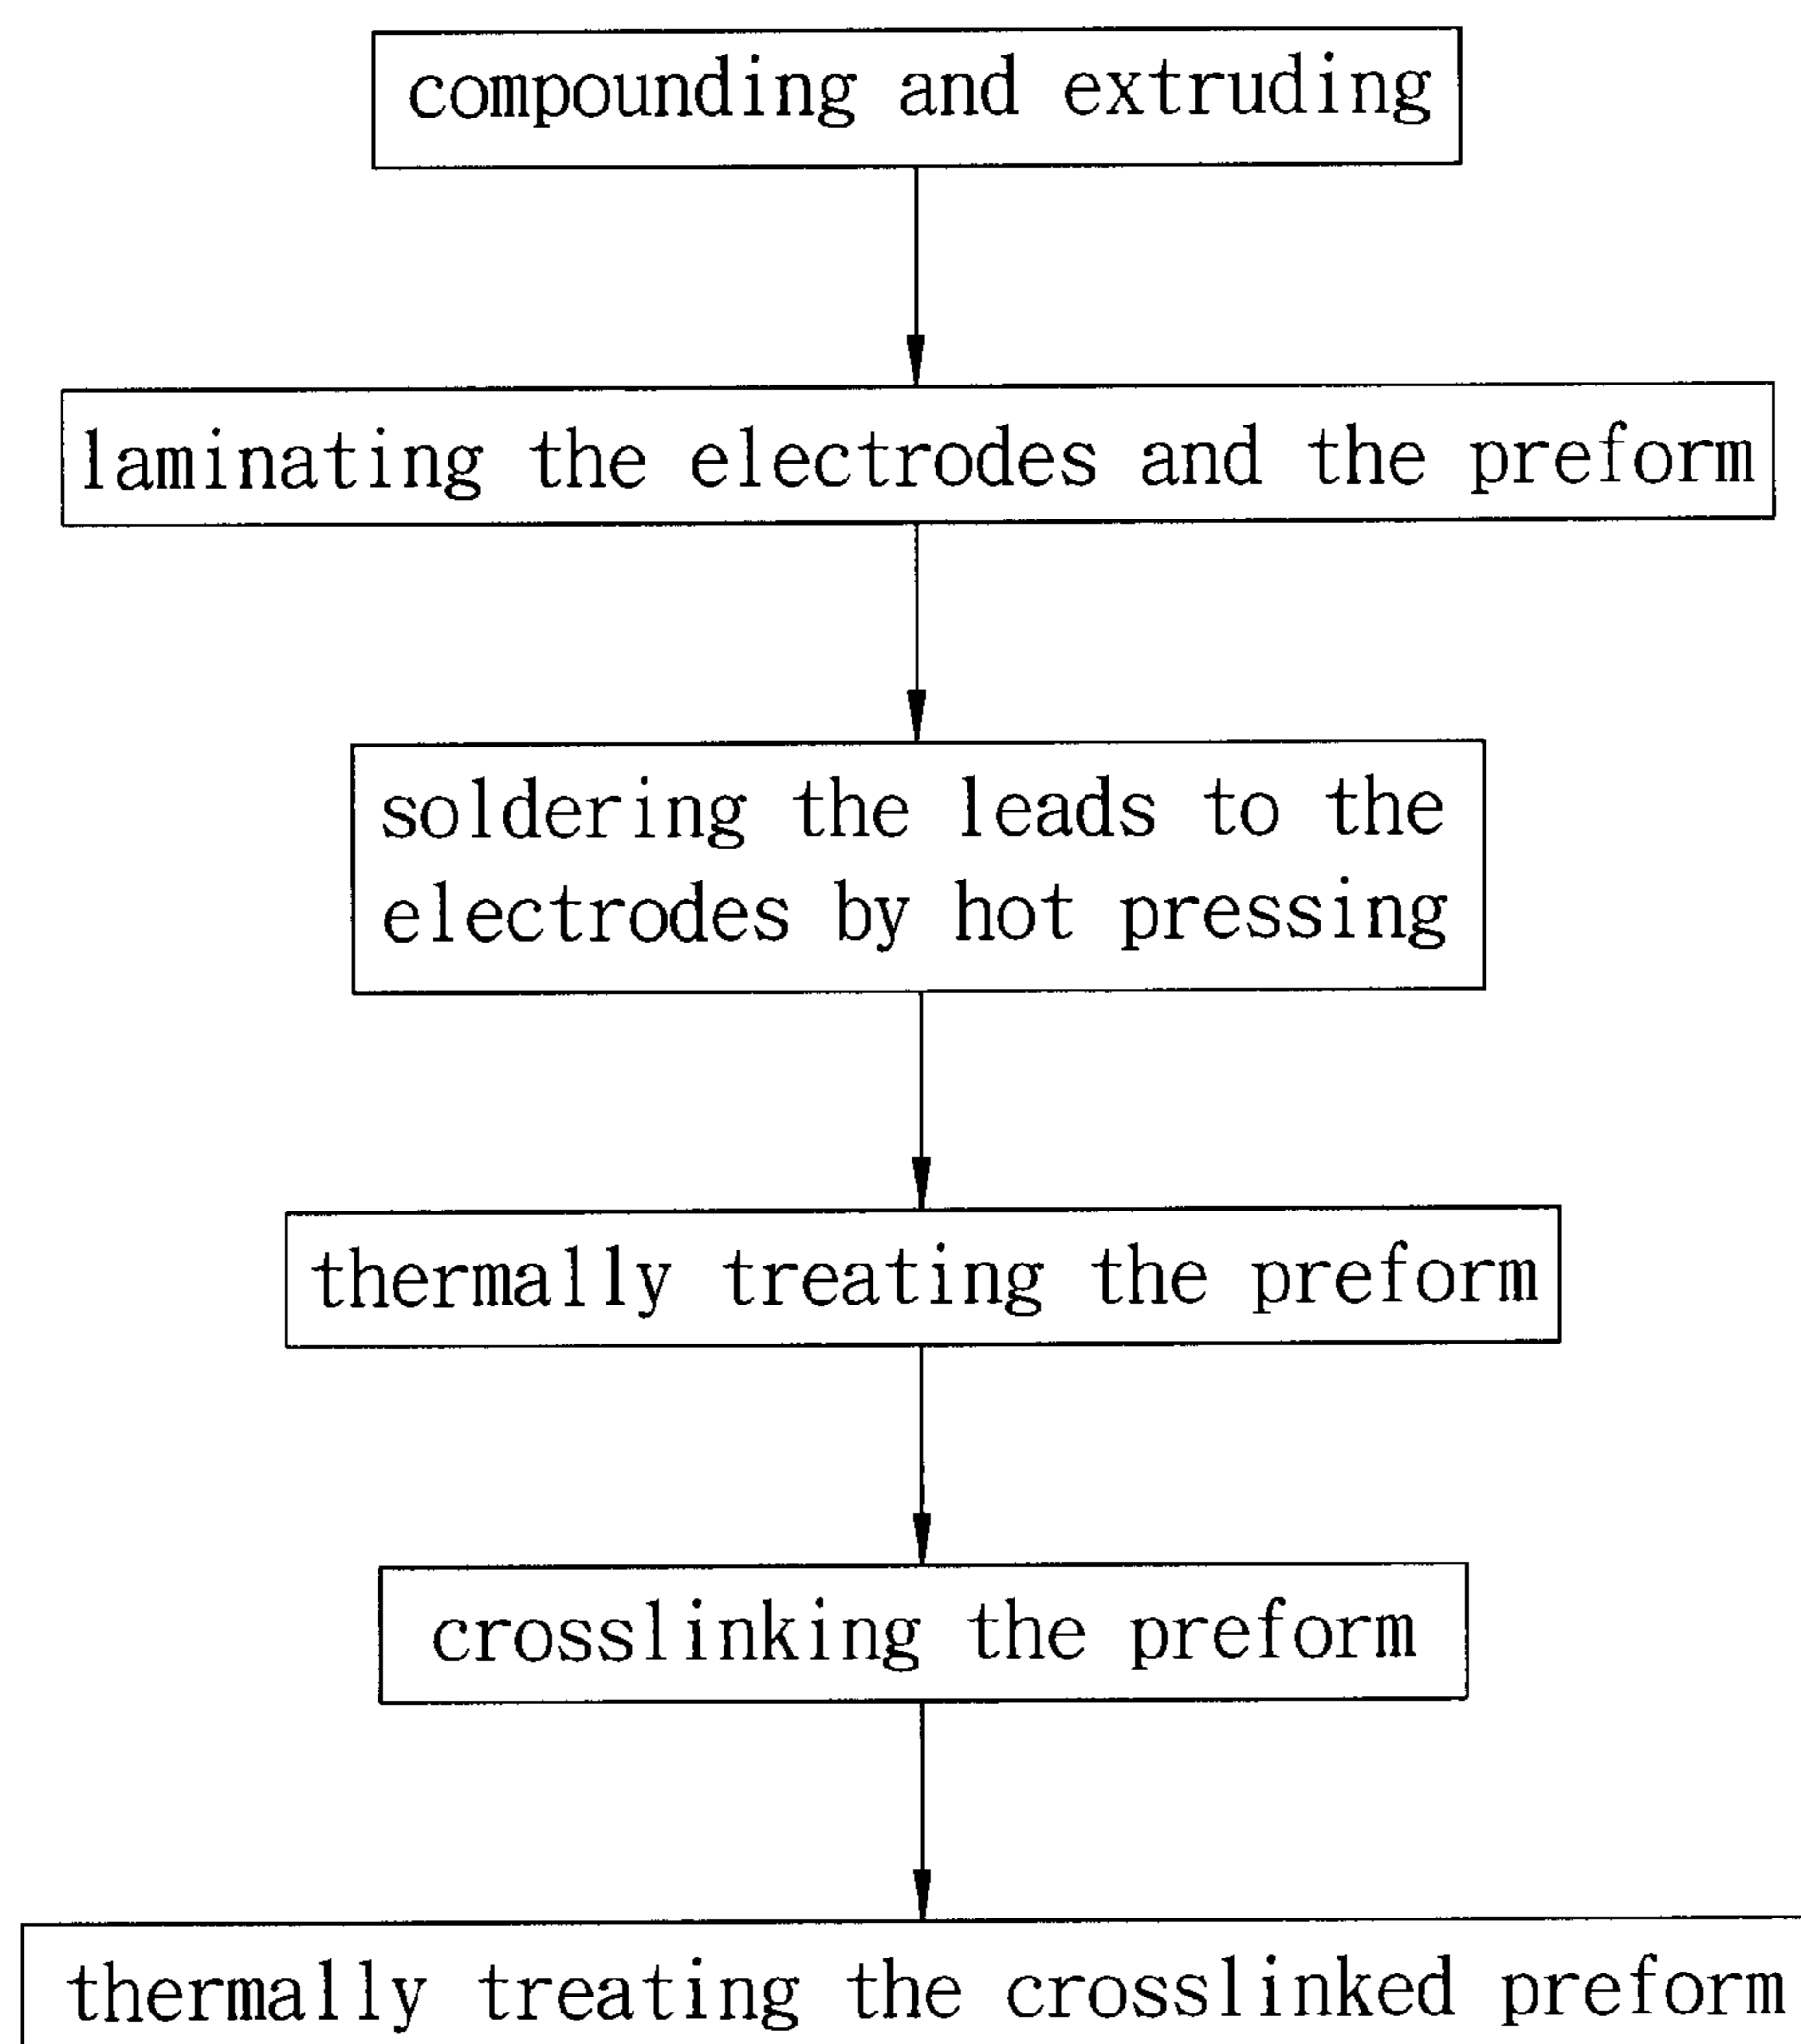 compounding and extruding
laminating the electrodes and the preform
soldering the leads to the
electrodes by hot pressing
thermally treating the preform
crosslinking the preform
thermally treating the crosslinked preform